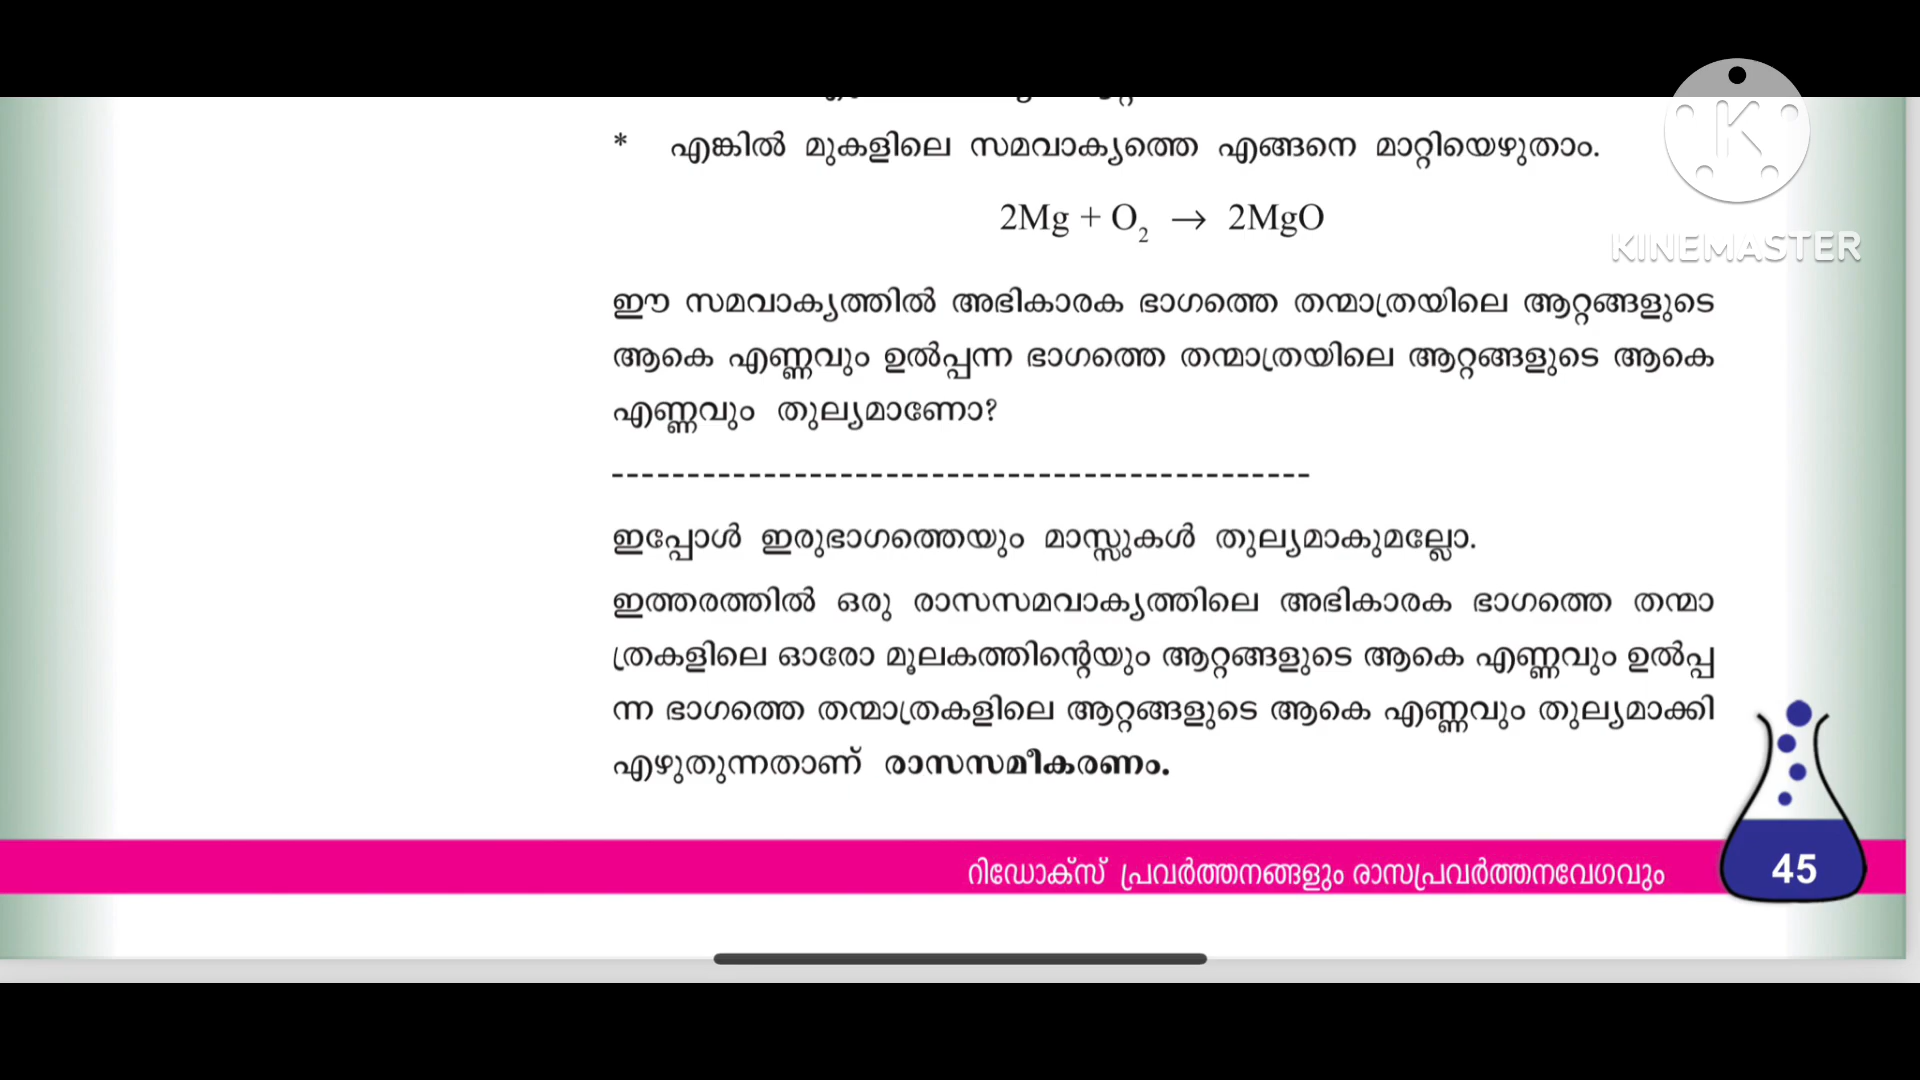 * എങ്കിൽ മുകളിലെ സമവാക്യത്തെ എങ്ങനെ മാറ്റിയെഴുതാം.
KINEMASTER
2Mg + O₂ → 2MgO
ഈ സമവാക്യത്തിൽ അഭികാരക ഭാഗത്തെ തന്മാത്രയിലെ ആറ്റങ്ങളുടെ
ആകെ എണ്ണവും ഉൽപ്പന്ന ഭാഗത്തെ തന്മാത്രയിലെ ആറ്റങ്ങളുടെ ആകെ
എണ്ണവും തുല്യമാണോ?
-----------------------------------------------
ഇപ്പോൾ ഇരുഭാഗത്തെയും മാസ്സുകൾ തുല്യമാകുമല്ലോ.
ഇത്തരത്തിൽ ഒരു രാസസമവാക്യത്തിലെ അഭികാരക ഭാഗത്തെ തന്മാ
ത്രകളിലെ ഓരോ മൂലകത്തിന്റെയും ആറ്റങ്ങളുടെ ആകെ എണ്ണവും ഉൽപ്പ
ന്ന ഭാഗത്തെ തന്മാത്രകളിലെ ആറ്റങ്ങളുടെ ആകെ എണ്ണവും തുല്യമാക്കി
എഴുതുന്നതാണ് രാസസമീകരണം.
റിഡോക്സ് പ്രവർത്തനങ്ങളും രാസപ്രവർത്തനവേഗവും
45